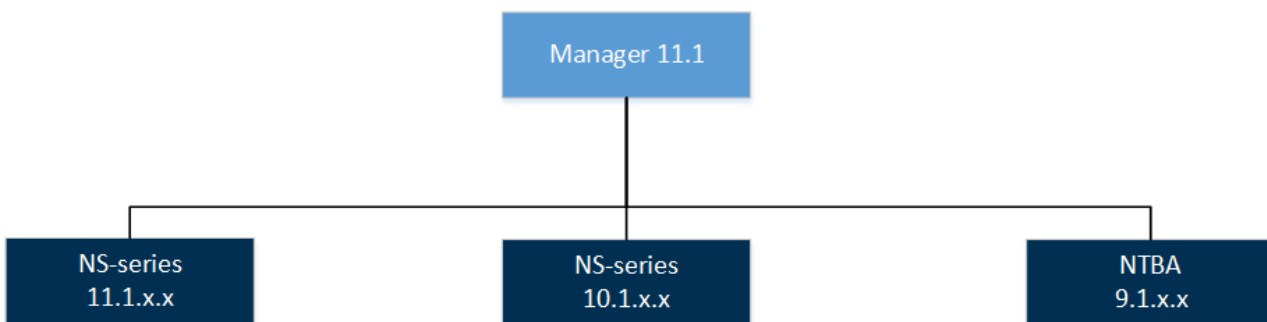 Manager 11.1
NS-series
11.1.x.x
NS-series
10.1.x.x
NTBA
9.1.x.x